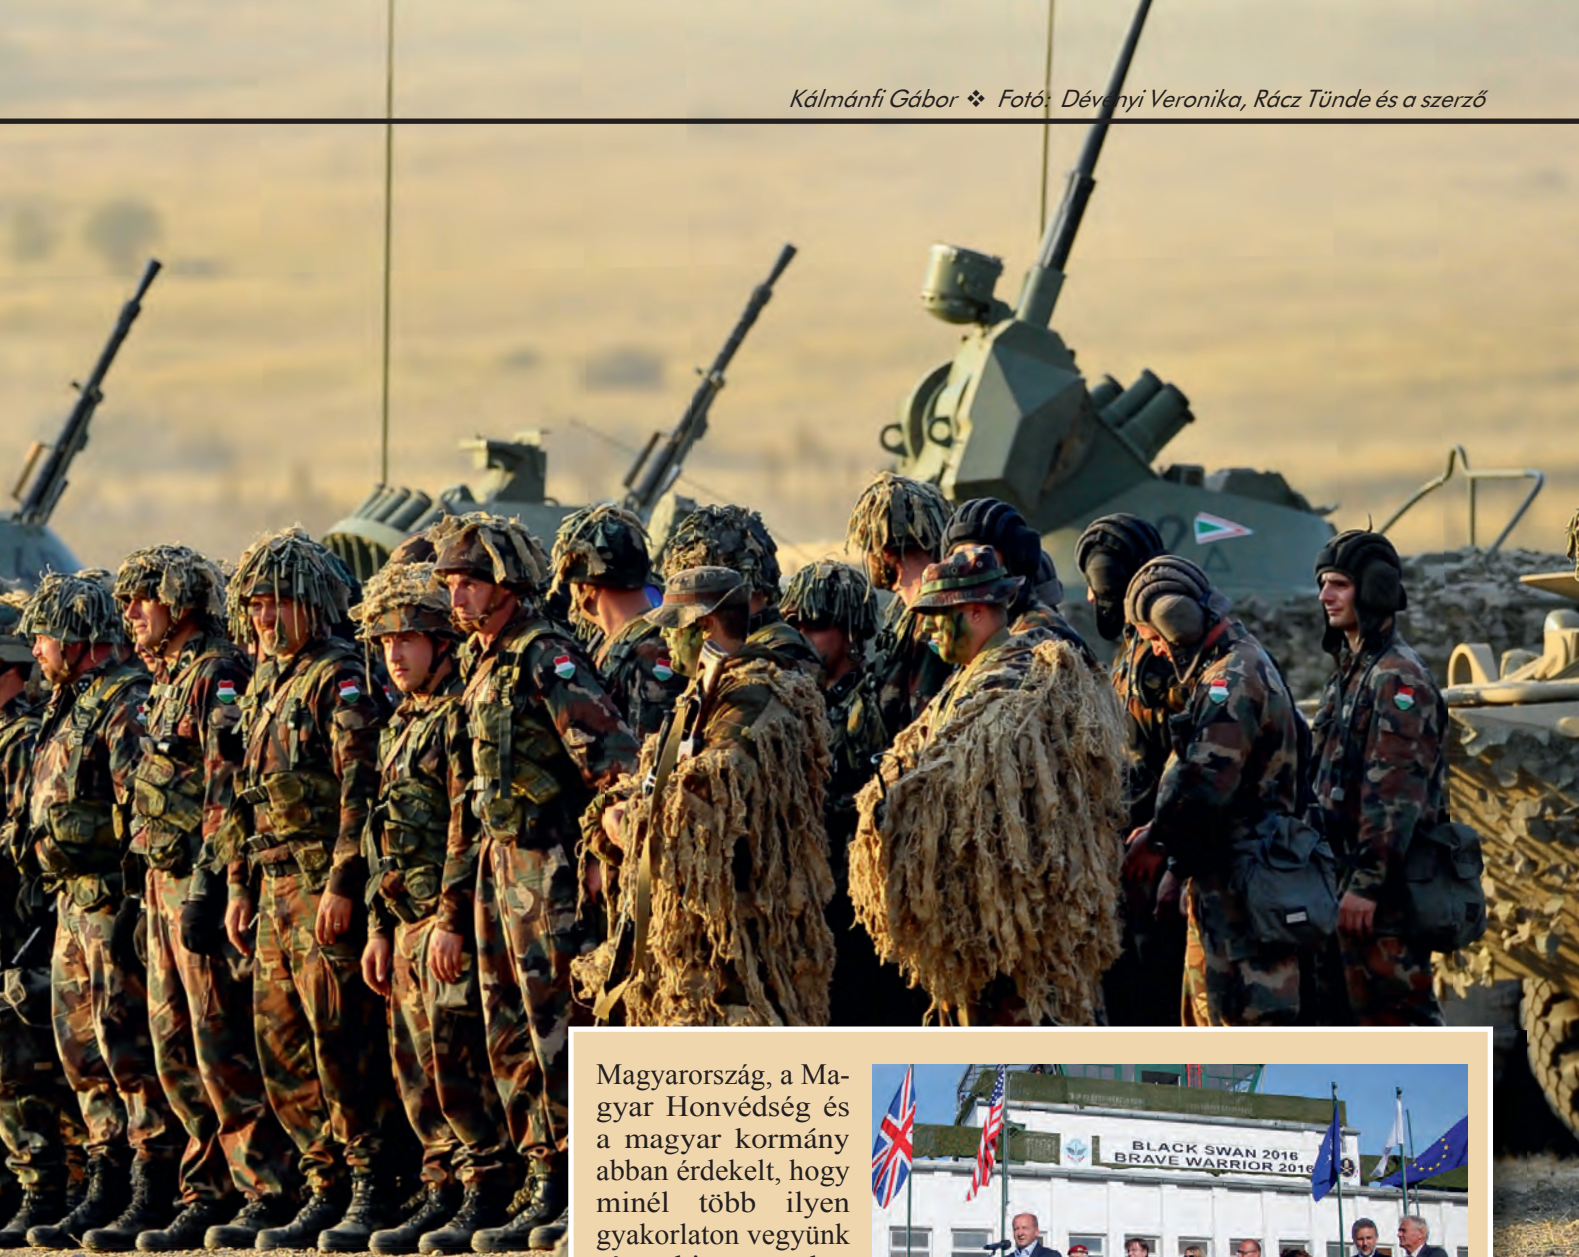 Kálmánfi Gábor ❖ Fotó: Dévényi Veronika, Rácz Tünde és a szerző
2
Magyarország, a Ma-
gyar Honvédség és
a magyar kormány
abban érdekelt, hogy
minél több ilyen
gyakorlaton vegyünk
BLACK SWAN 2016
BRAVE WARRIOR 2016